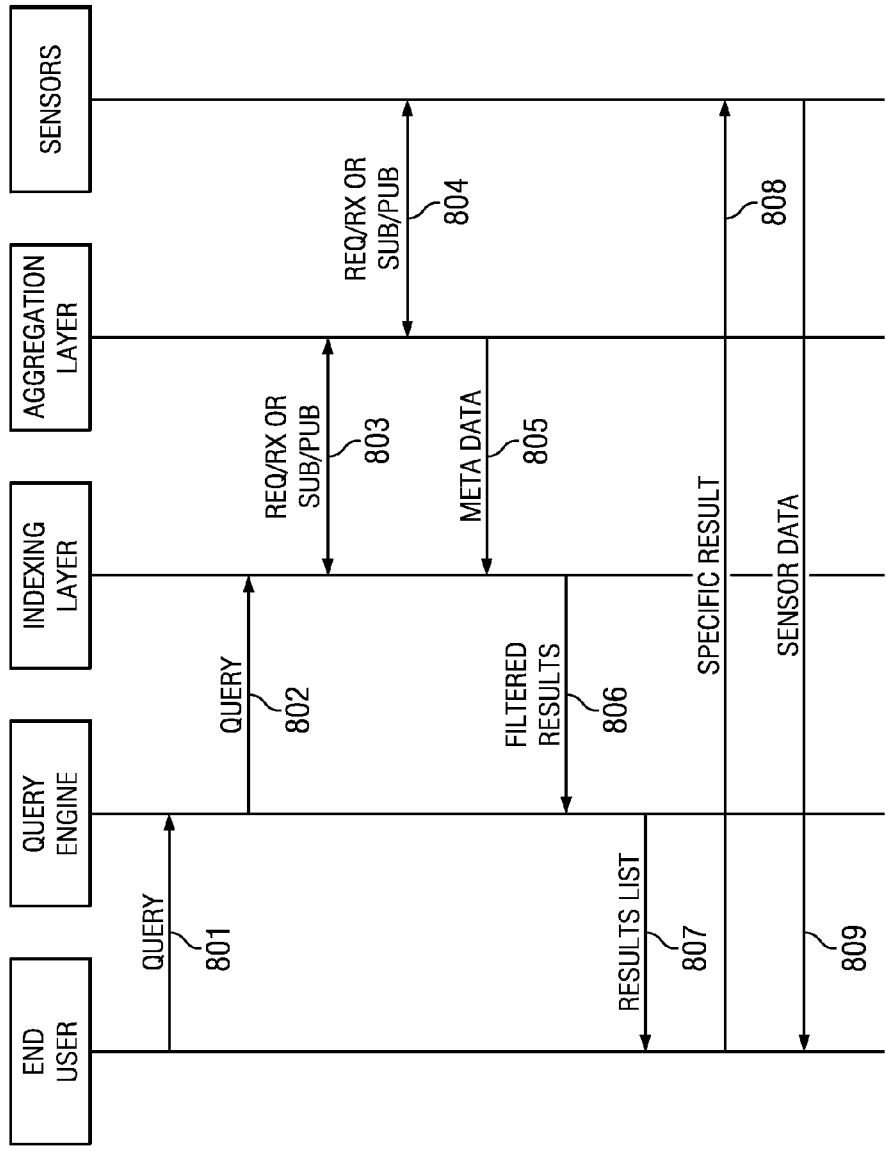 END
USER
QUERY
ENGINE
INDEXING
LAYER
AGGREGATION
LAYER
SENSORS
QUERY
801
QUERY
802
REQ/RX OR
SUB/PUB
803
REQ/RX OR
SUB/PUB
804
META DATA
805
FILTERED
RESULTS
806
RESULTS LIST
807
SPECIFIC RESULT
808
SENSOR DATA
809